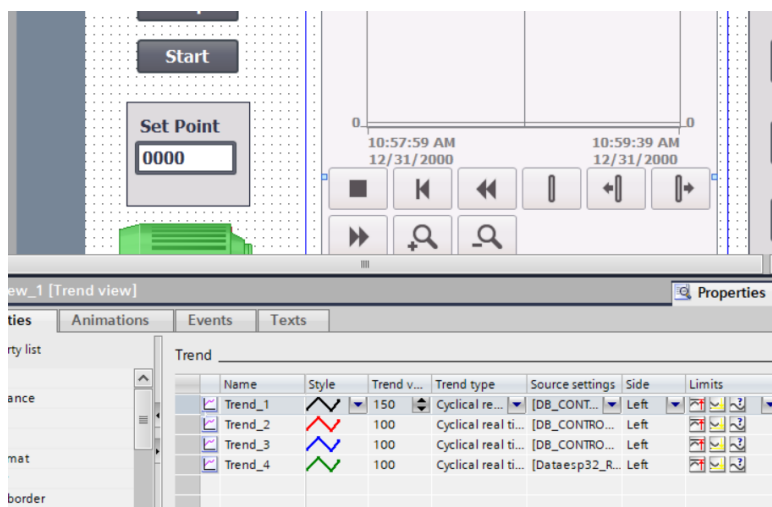 Start
Set Point
0000
0 0
10:57:59 AM 10:59:39 AM
12/31/2000 12/31/2000
ew_1 [Trend view]
Properties
ties Animations Events Texts
rty list
Trend
Name Style Trend v... Trend type Source settings Side Limits
ance
Trend_1 150 Cyclical re... [DB_CONT... Left
Trend_2 100 Cyclical real ti... [DB_CONTRO... Left
Trend_3 100 Cyclical real ti... [DB_CONTRO... Left
mat
Trend_4 100 Cyclical real ti... [Dataesp32_R... Left
border